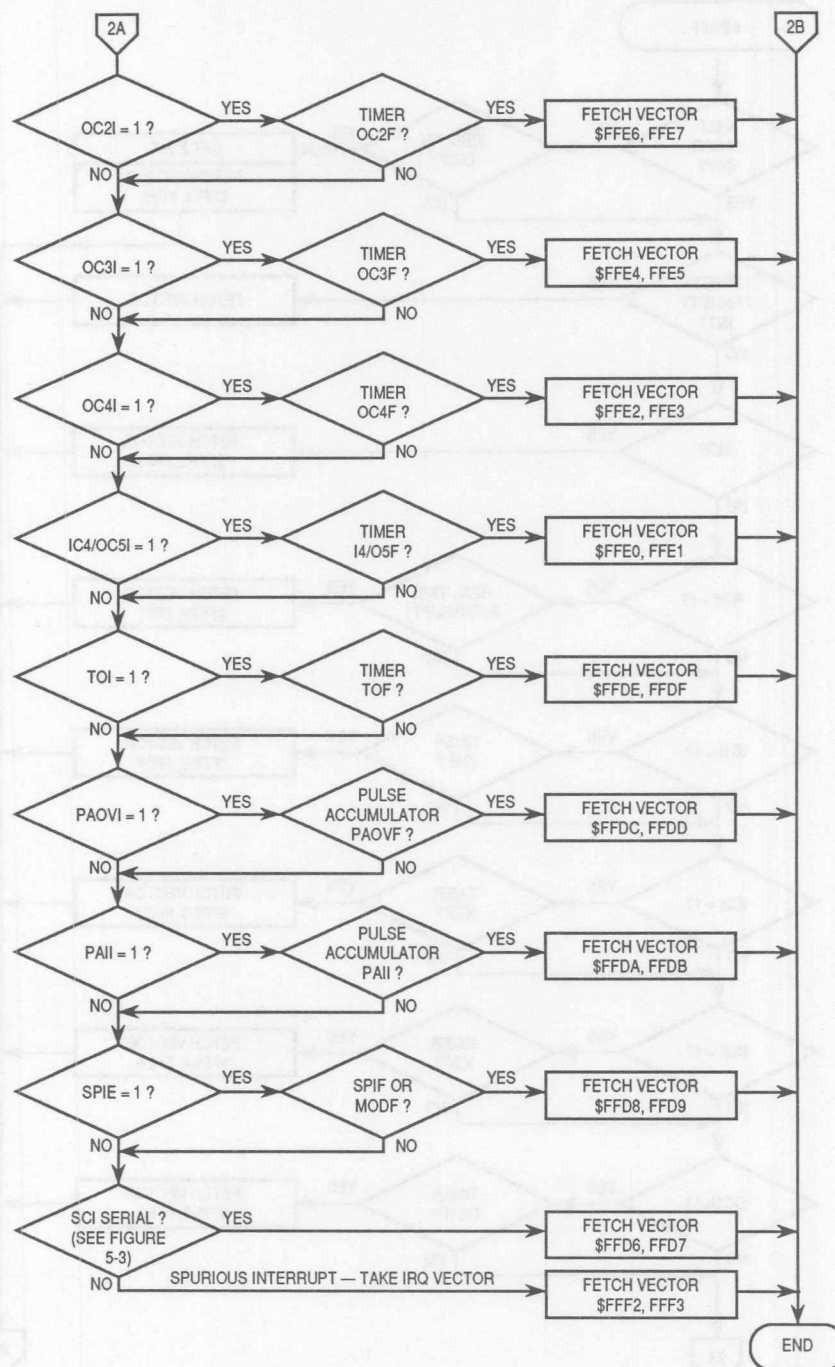 2A
2B
OC2I = 1 ?
YES
TIMER
OC2F ?
YES
FETCH VECTOR
$FFE6, FFE7
NO
NO
OC3I = 1 ?
YES
TIMER
OC3F ?
YES
FETCH VECTOR
$FFE4, FFE5
NO
NO
OC4I = 1 ?
YES
TIMER
OC4F ?
YES
FETCH VECTOR
$FFE2, FFE3
NO
NO
IC4/OC5I = 1 ?
YES
TIMER
I4/O5F ?
YES
FETCH VECTOR
$FFE0, FFE1
NO
NO
TOI = 1 ?
YES
TIMER
TOF ?
YES
FETCH VECTOR
$FFDE, FFDF
NO
NO
PAOVI = 1 ?
YES
PULSE
ACCUMULATOR
PAOVF ?
YES
FETCH VECTOR
$FFDC, FFDD
NO
NO
PAII = 1 ?
YES
PULSE
ACCUMULATOR
PAII ?
YES
FETCH VECTOR
$FFDA, FFDB
NO
NO
SPIE = 1 ?
YES
SPIF OR
MODF ?
YES
FETCH VECTOR
$FFD8, FFD9
NO
NO
SCI SERIAL ?
(SEE FIGURE
5-3)
YES
FETCH VECTOR
$FFD6, FFD7
NO
SPURIOUS INTERRUPT — TAKE IRQ VECTOR
FETCH VECTOR
$FFF2, FFF3
END